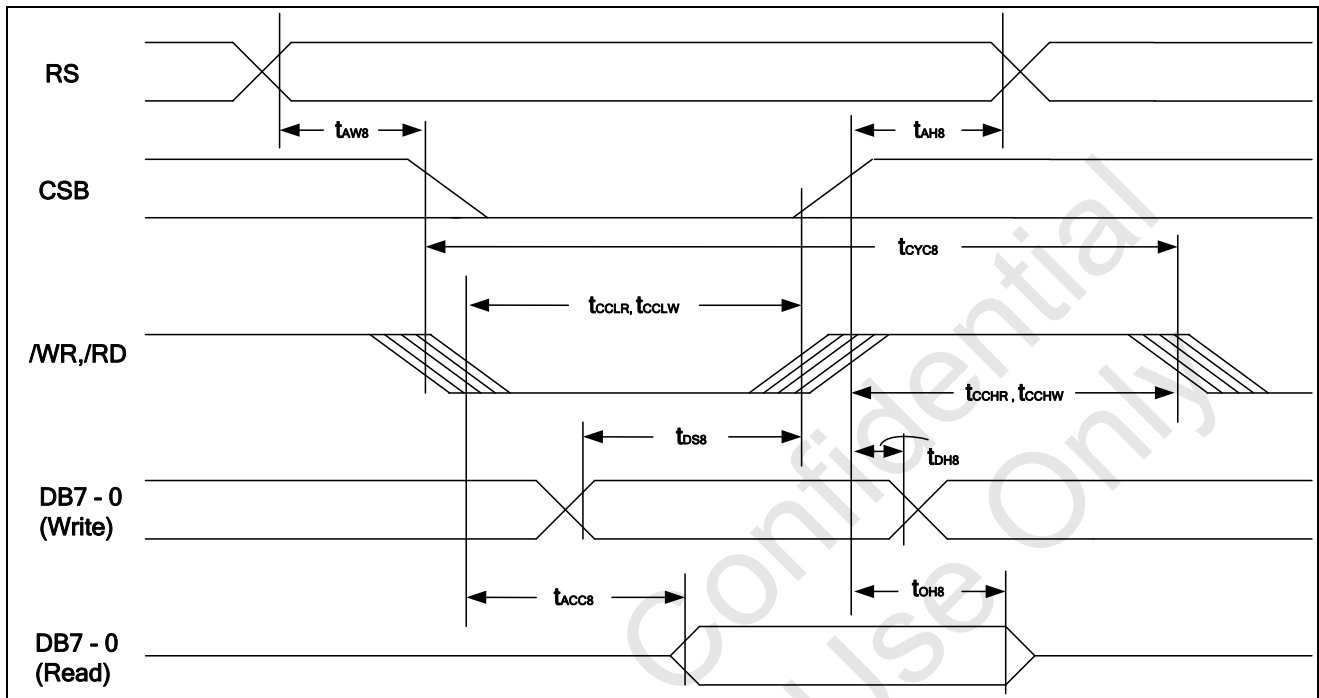 RS
tAW8
tAH8
CSB
tCYC8
tCCLR, tCCLW
/WR,/RD
tCCHR, tCCHW
tDS8
tDH8
DB7 - 0
(Write)
tACC8
tOH8
DB7 - 0
(Read)
Confidential
Use Only